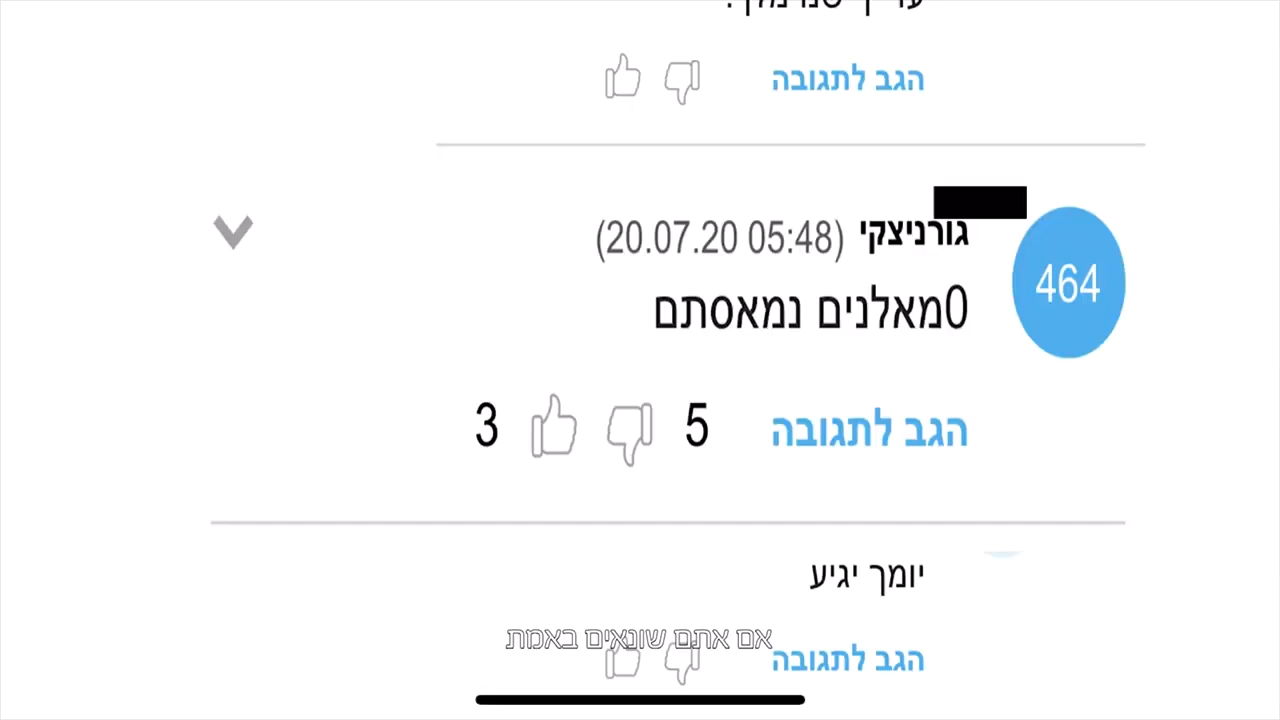 הגב לתגובה
464
גורניצקי (20.07.20 05:48)
0מאלנים נמאסתם
הגב לתגובה 5 3
יומך יגיע
אם אתם שונאים באמת
הגב לתגובה